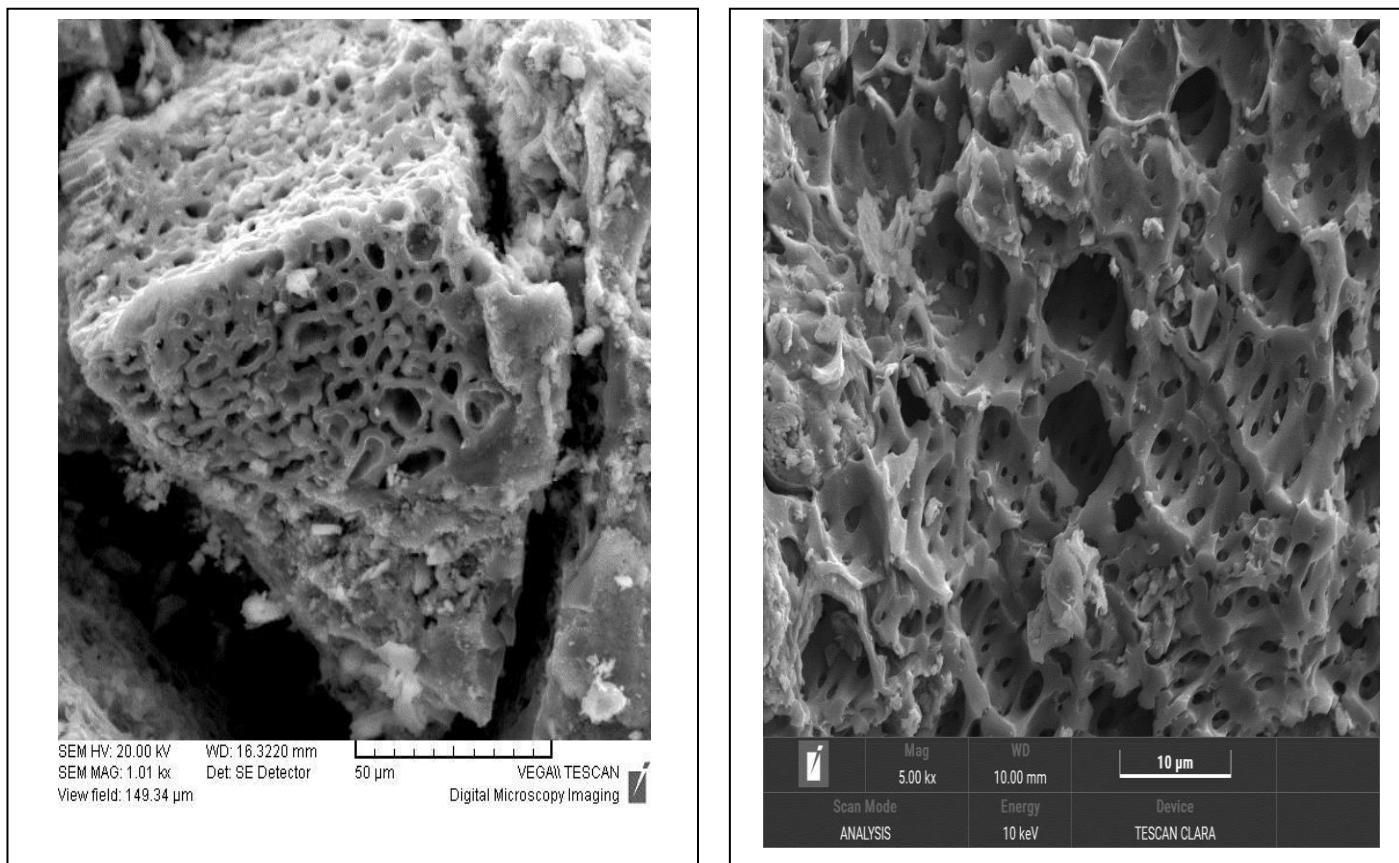 SEM HV: 20.00 kV WD: 16.3220 mm
SEM MAG: 1.01 kx Det: SE Detector 50 µm VEGA\\ TESCAN
View field: 149.34 µm Digital Microscopy Imaging
Mag WD 10 µm
5.00 kx 10.00 mm
Scan Mode Energy Device
ANALYSIS 10 keV TESCAN CLARA